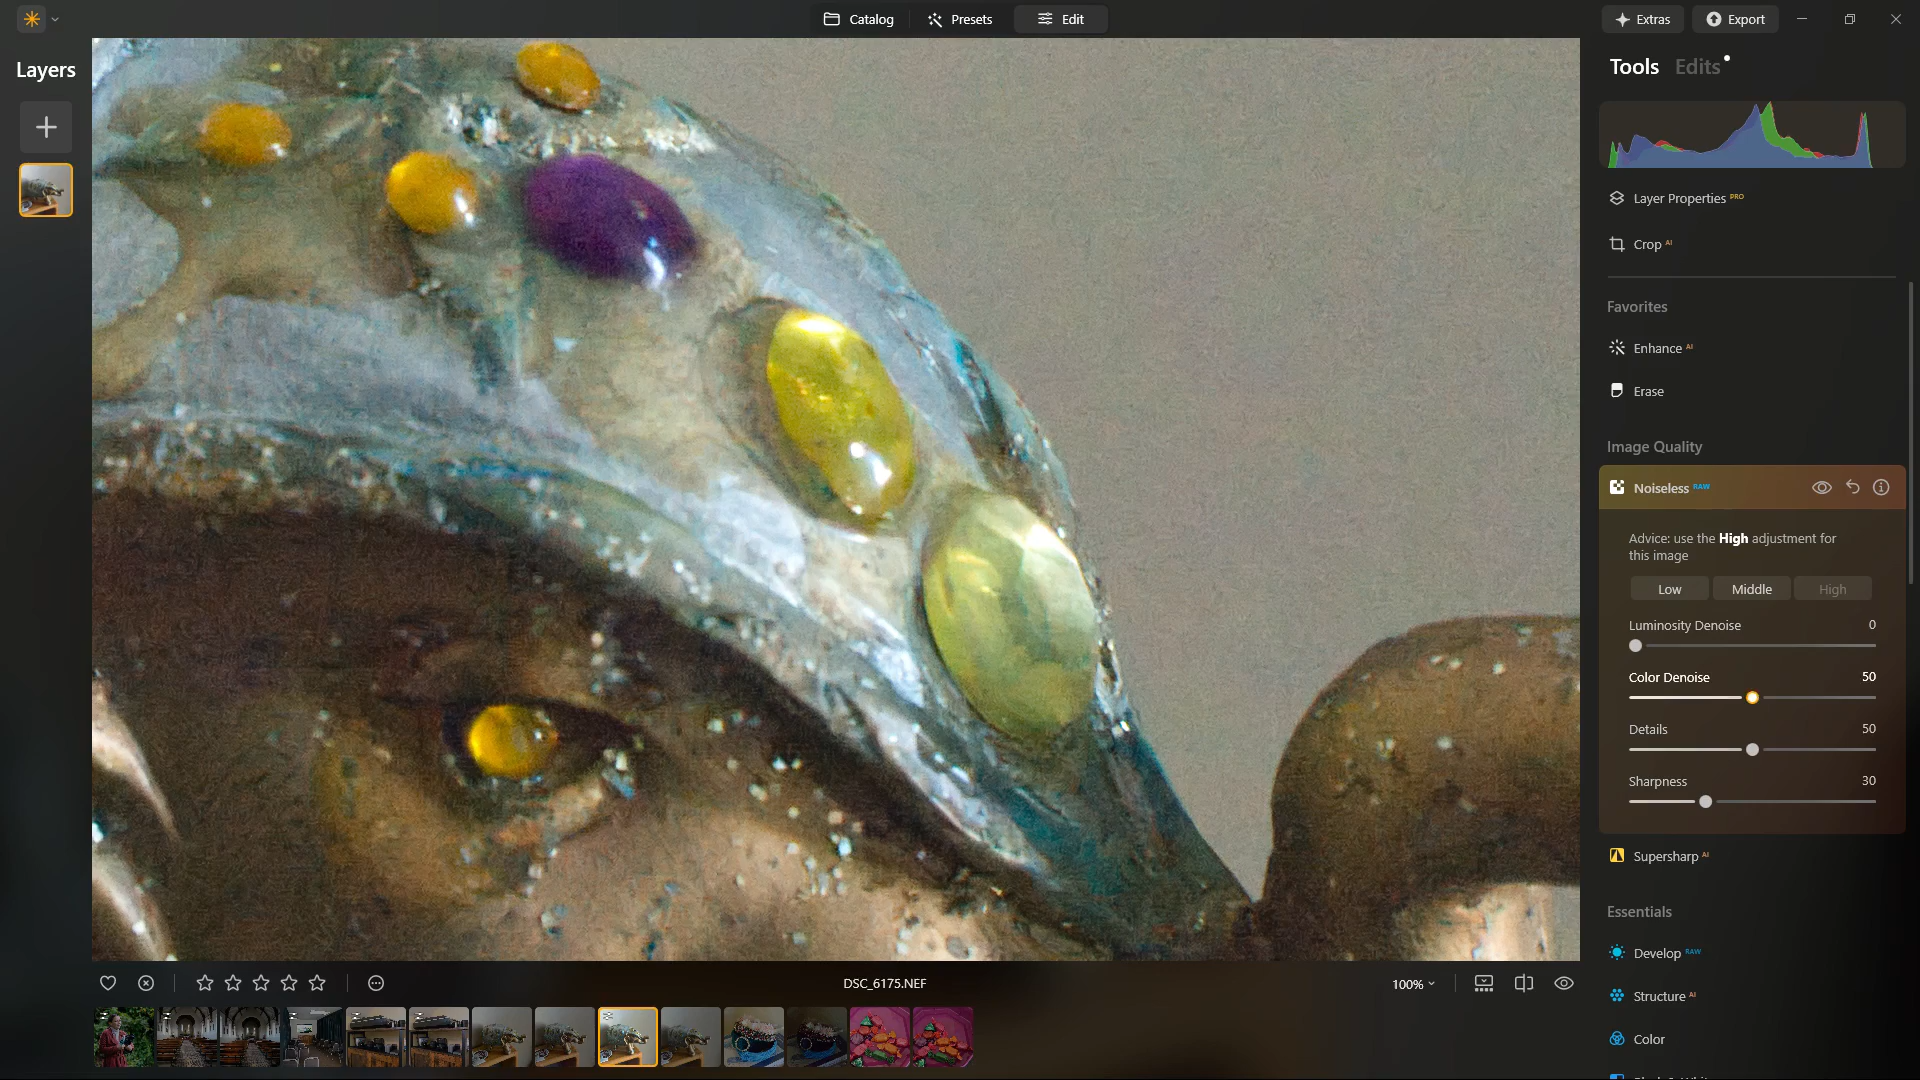 Catalog
Presets
Edit
Extras
Export
Layers
Tools Edits
Layer Properties PRO
Crop AI
Favorites
Enhance AI
Erase
Image Quality
Noiseless RAW
Advice: use the High adjustment for
this image
Low Middle High
Luminosity Denoise 0
Color Denoise 50
Details 50
Sharpness 30
Supersharp AI
Essentials
Develop RAW
Structure AI
Color
DSC_6175.NEF
100%